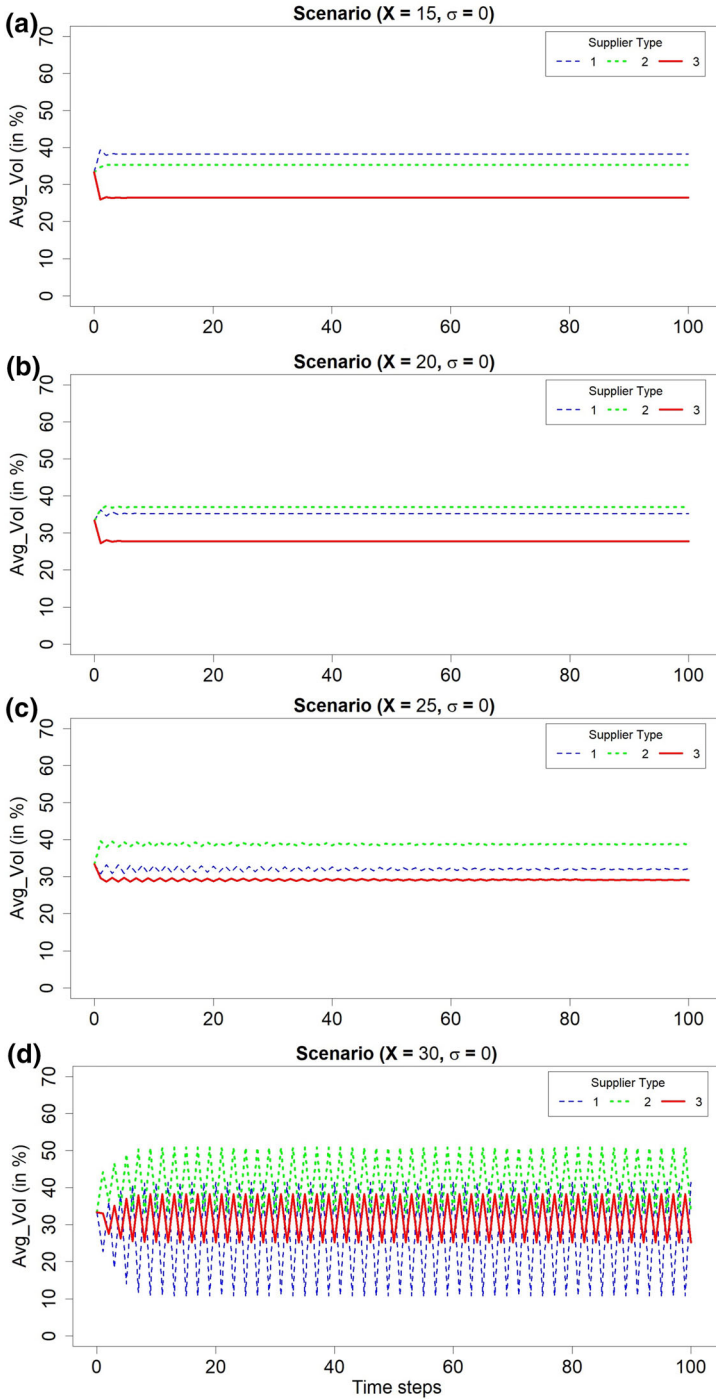 (a)
Scenario (X = 15, σ = 0)
Supplier Type
1 2 3
Avg_Vol (in %)
70
60
50
40
30
20
10
0
0 20 40 60 80 100
(b)
Scenario (X = 20, σ = 0)
Supplier Type
1 2 3
Avg_Vol (in %)
70
60
50
40
30
20
10
0
0 20 40 60 80 100
(c)
Scenario (X = 25, σ = 0)
Supplier Type
1 2 3
Avg_Vol (in %)
70
60
50
40
30
20
10
0
0 20 40 60 80 100
(d)
Scenario (X = 30, σ = 0)
Supplier Type
1 2 3
Avg_Vol (in %)
70
60
50
40
30
20
10
0
0 20 40 60 80 100
Time steps